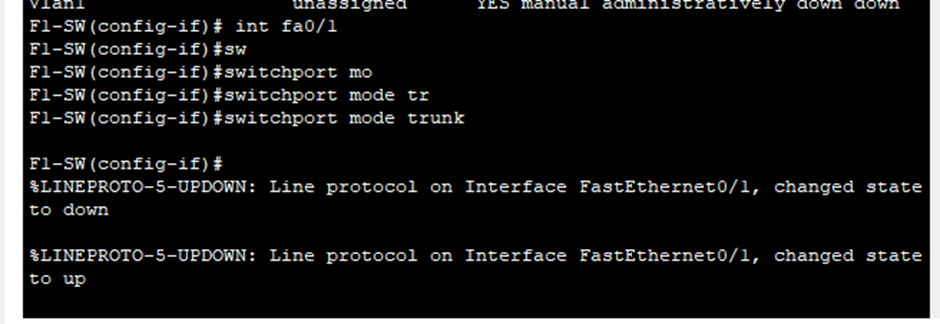 vlan1 unassigned YES manual administratively down down
F1-SW(config-if)# int fa0/1
F1-SW(config-if)#sw
F1-SW(config-if)#switchport mo
F1-SW(config-if)#switchport mode tr
F1-SW(config-if)#switchport mode trunk
F1-SW(config-if)#
%LINEPROTO-5-UPDOWN: Line protocol on Interface FastEthernet0/1, changed state
to down
%LINEPROTO-5-UPDOWN: Line protocol on Interface FastEthernet0/1, changed state
to up